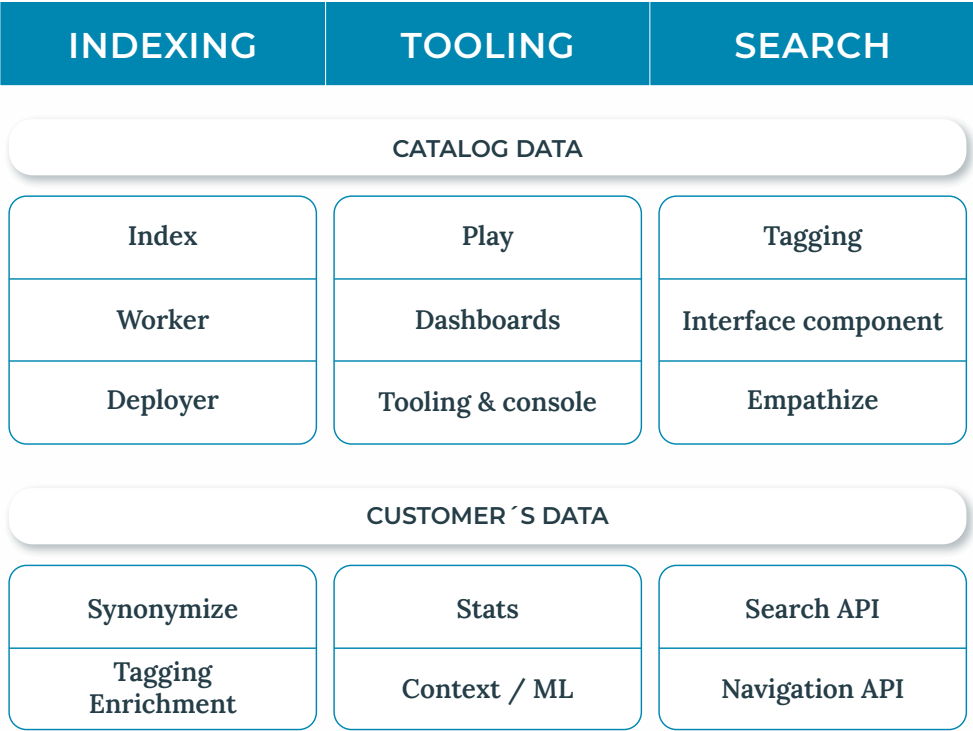 INDEXING TOOLING SEARCH
CATALOG DATA
Index Play Tagging
Worker Dashboards Interface component
Deployer Tooling & console Empathize
CUSTOMER´S DATA
Synonymize Stats Search API
Tagging
Enrichment Context / ML Navigation API